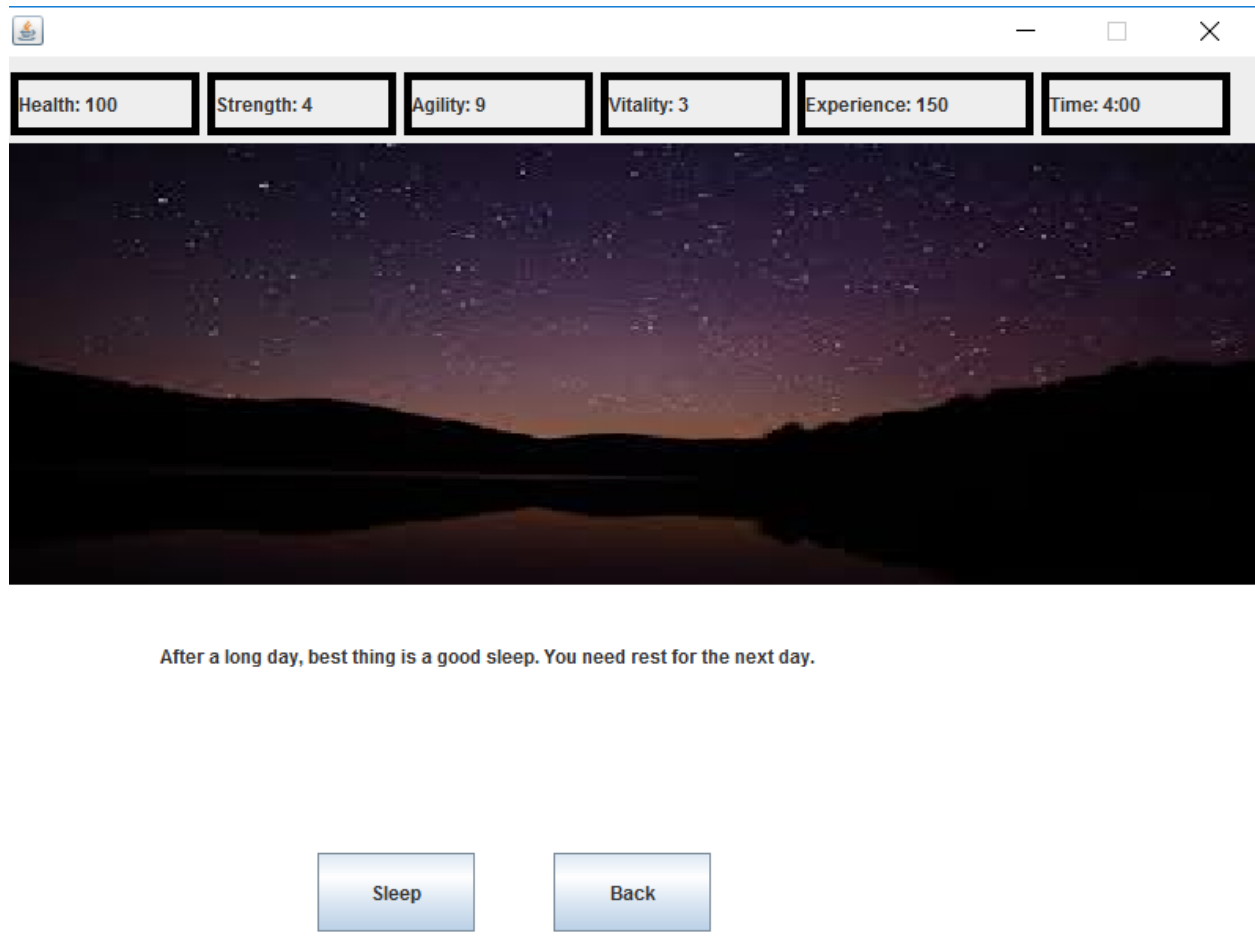 Health: 100 Strength: 4 Agility: 9 Vitality: 3 Experience: 150 Time: 4:00
After a long day, best thing is a good sleep. You need rest for the next day.
Sleep Back